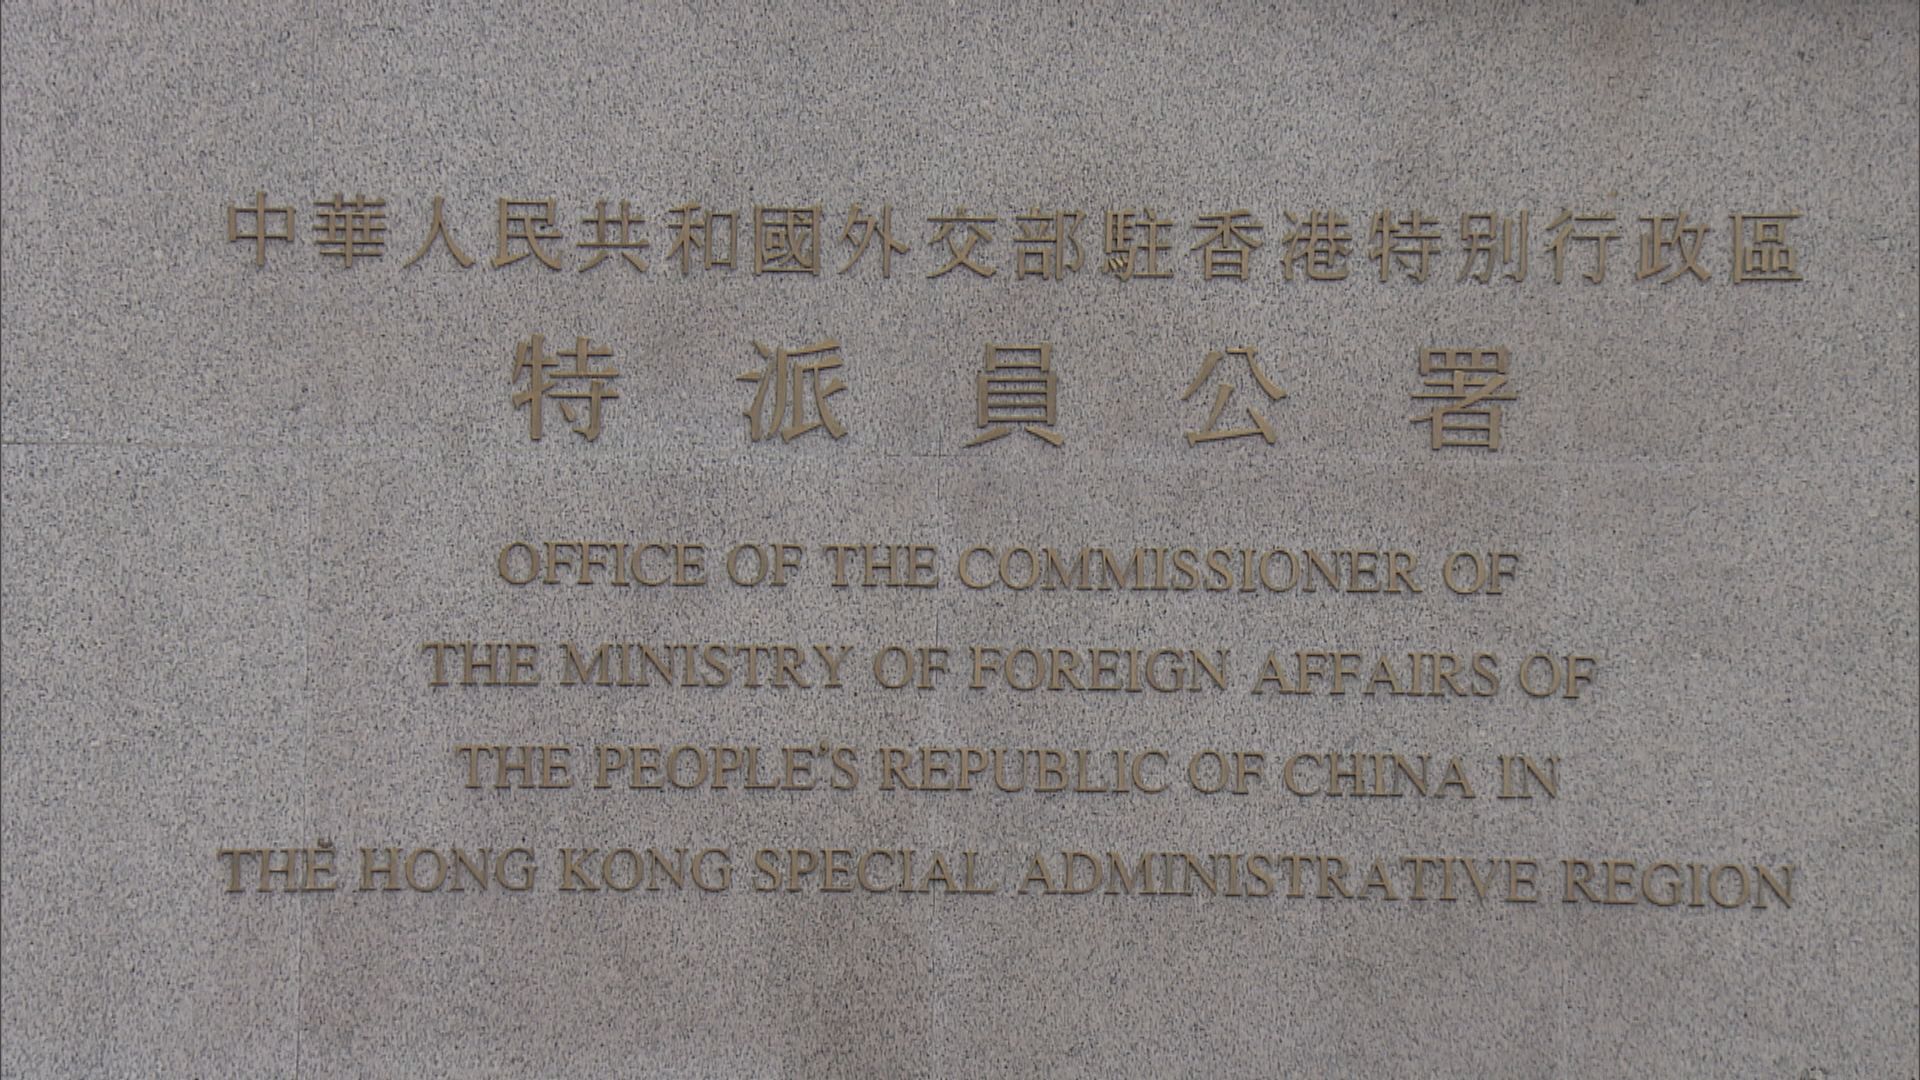 中華人民共和國外交部駐香港特別行政區
特派員公署
OFFICE OF THE COMMISSIONER OF
THE MINISTRY OF FOREIGN AFFAIRS OF
THE PEOPLE'S REPUBLIC OF CHINA IN
THE HONG KONG SPECIAL ADMINISTRATIVE REGION